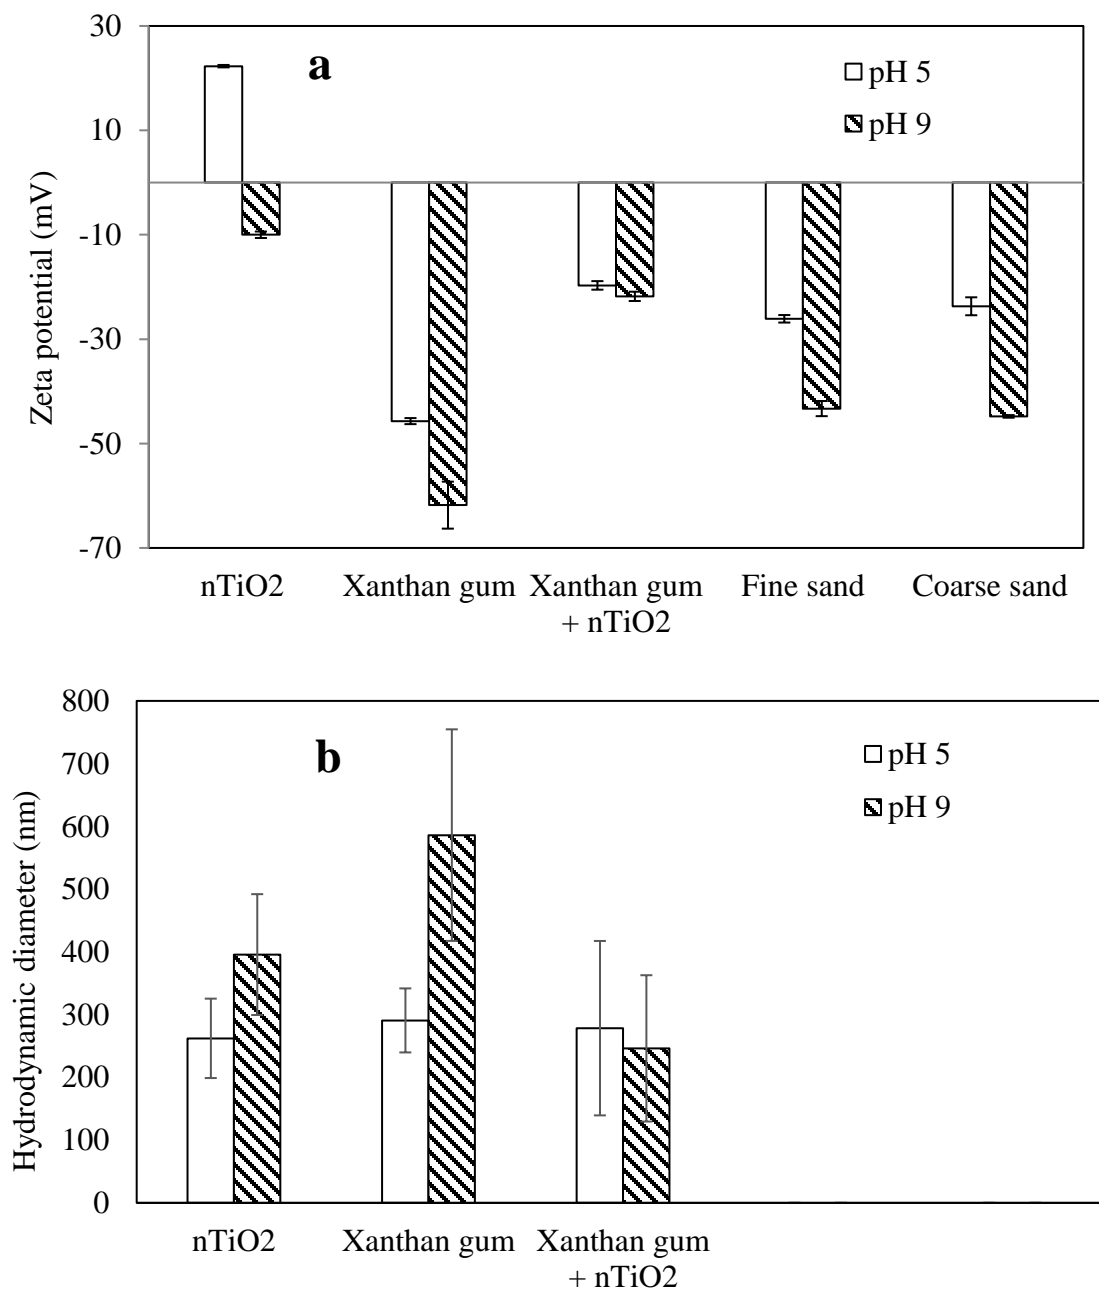 30
a
pH 5
10
pH 9
Zeta potential (mV)
-10
-30
-50
-70
nTiO2 Xanthan gum Xanthan gum Fine sand Coarse sand
+ nTiO2
800
b
pH 5
700
pH 9
600
Hydrodynamic diameter (nm)
500
400
300
200
100
0
nTiO2 Xanthan gum Xanthan gum
+ nTiO2